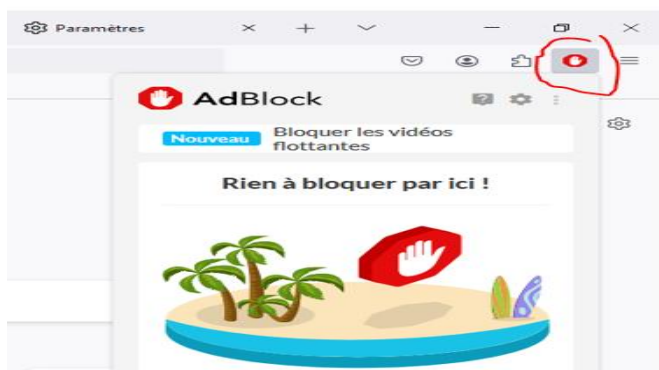 Paramètres
AdBlock
Nouveau Bloquer les vidéos
flottantes
Rien à bloquer par ici !